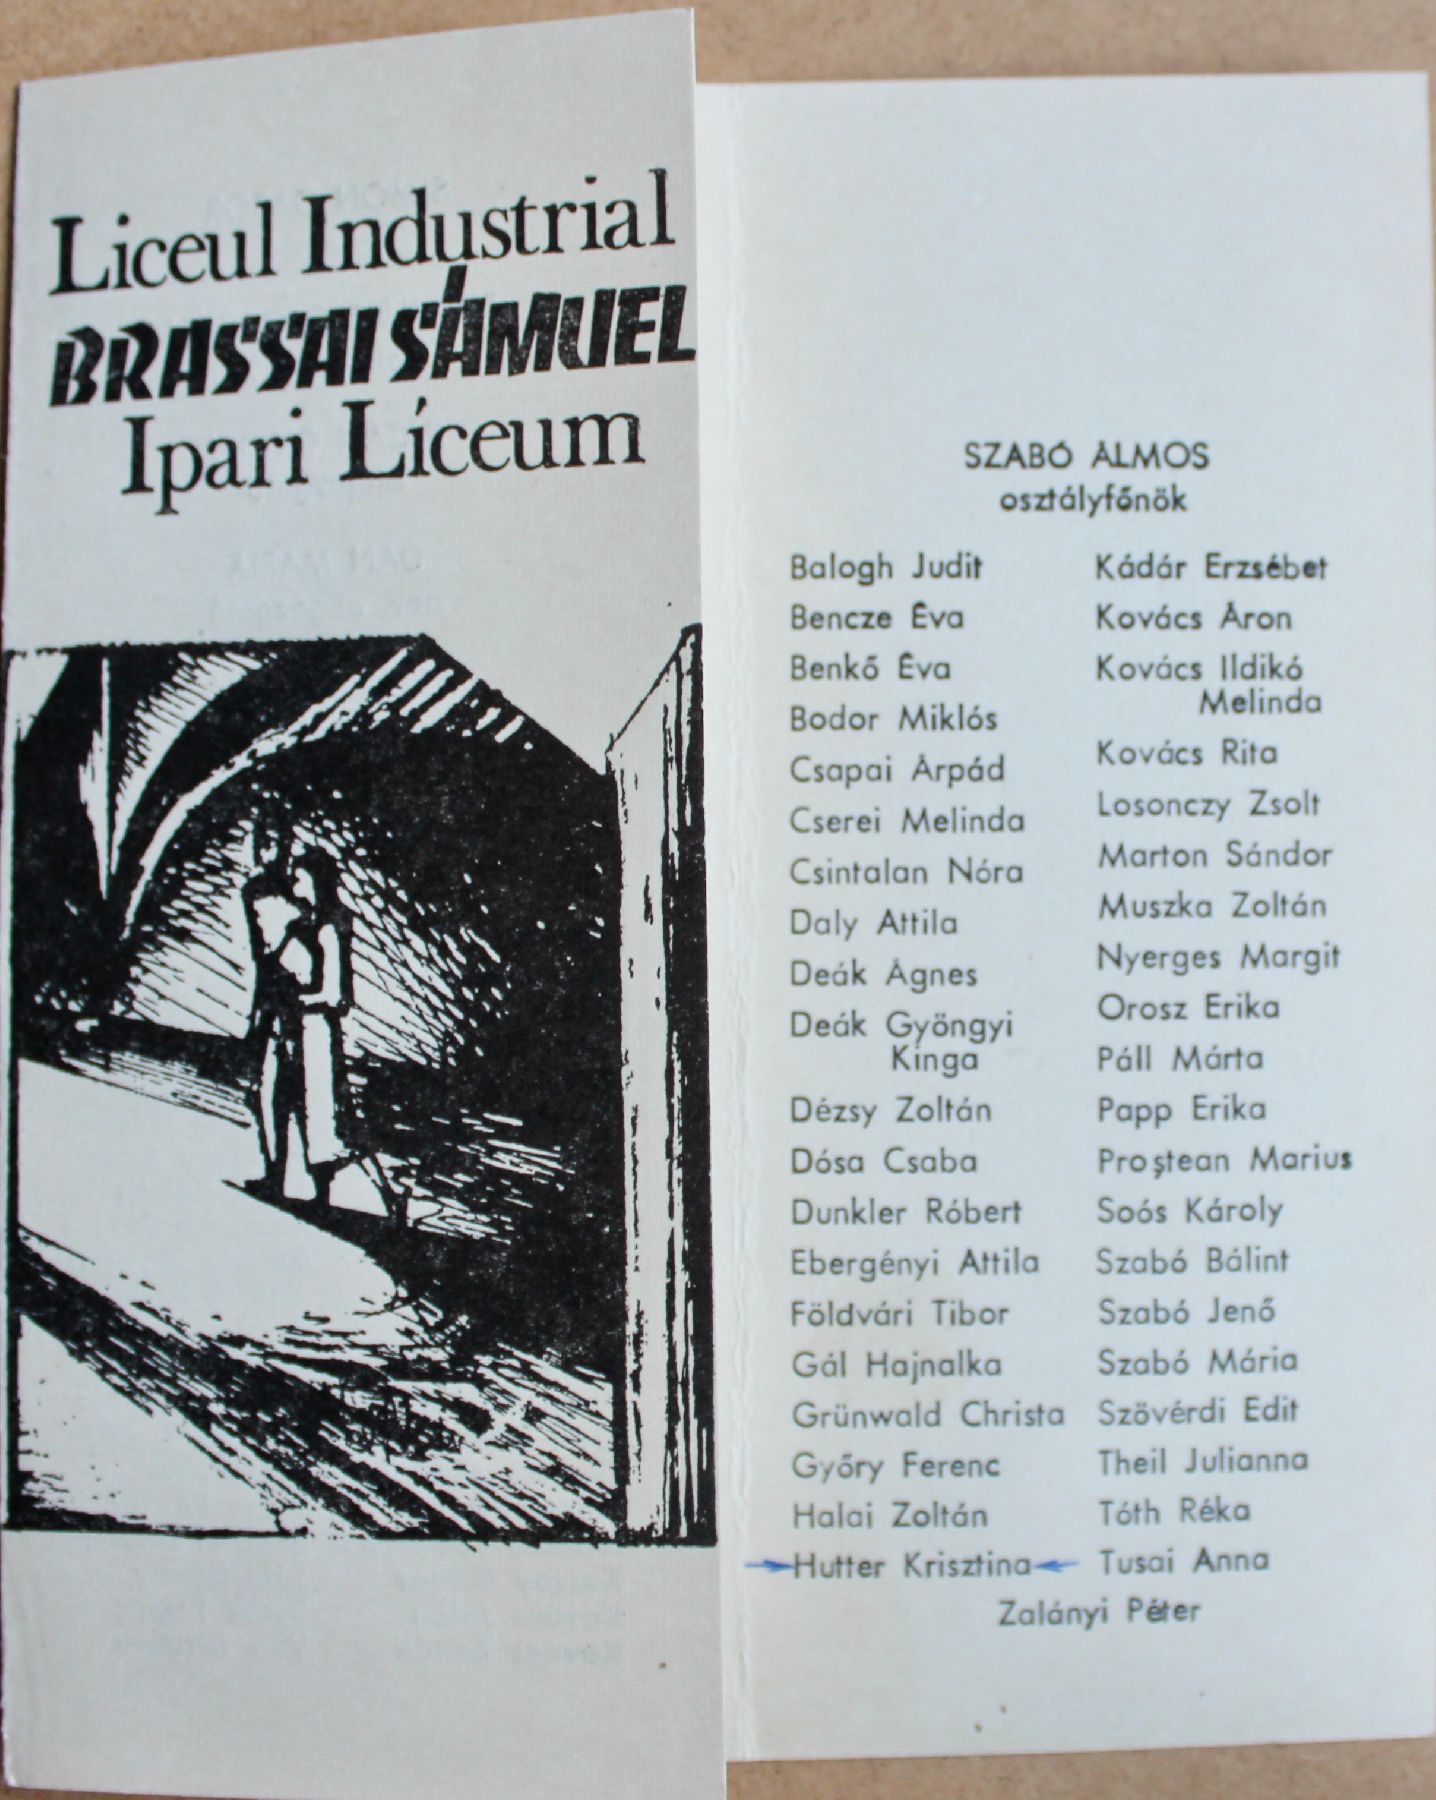 Liceul Industrial
BRASSAI SÁMUEL
Ipari Líceum
SZABÓ ÁLMOS
osztályfőnök
Balogh Judit
Bencze Éva
Benkő Éva
Bodor Miklós
Csapai Árpád
Cserei Melinda
Csintalan Nóra
Daly Attila
Deák Ágnes
Deák Gyöngyi
Kinga
Dézsy Zoltán
Dósa Csaba
Dunkler Róbert
Ebergényi Attila
Földvári Tibor
Gál Hajnalka
Grünwald Christa
Győry Ferenc
Halai Zoltán
Hutter Krisztina
Kádár Erzsébet
Kovács Áron
Kovács Ildikó
Melinda
Kovács Rita
Losonczy Zsolt
Marton Sándor
Muszka Zoltán
Nyerges Margit
Orosz Erika
Páll Márta
Papp Erika
Proştean Marius
Soós Károly
Szabó Bálint
Szabó Jenő
Szabó Mária
Szövérdi Edit
Theil Julianna
Tóth Réka
Tusai Anna
Zalányi Péter